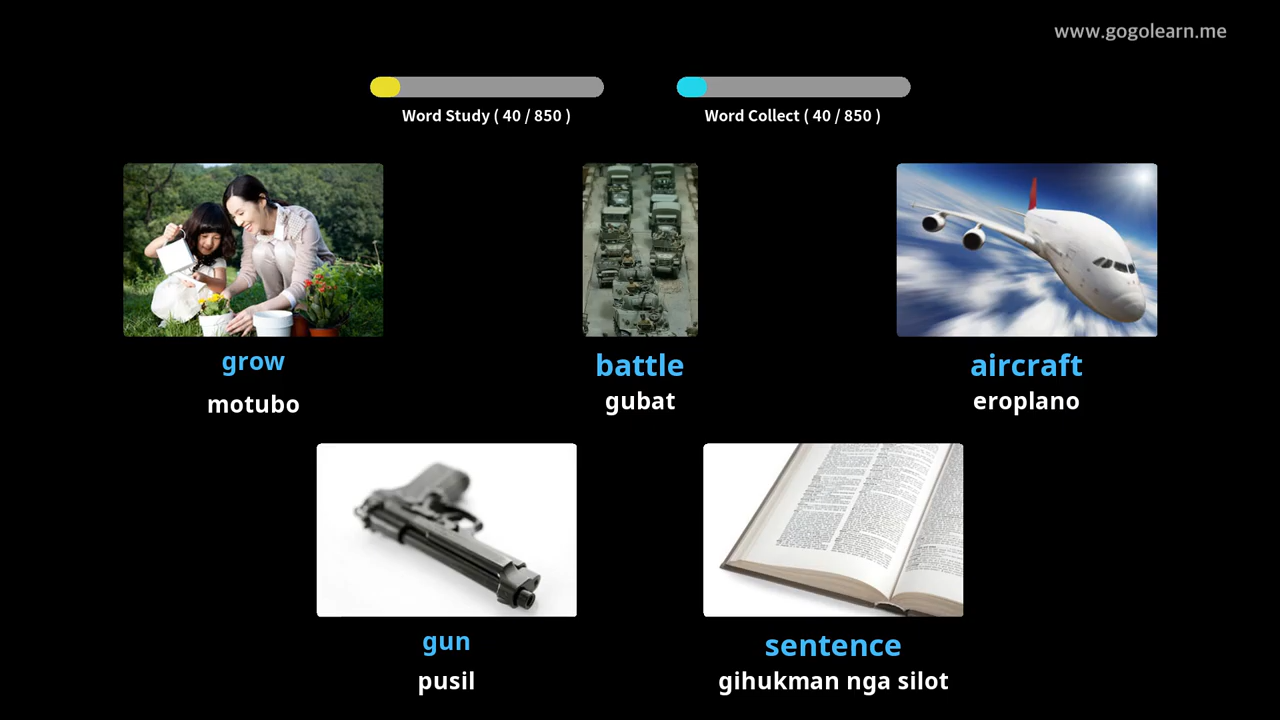 www.gogolearn.me
Word Study ( 40 / 850 )
Word Collect ( 40 / 850 )
grow
motubo
battle
gubat
aircraft
eroplano
gun
pusil
sentence
gihukman nga silot